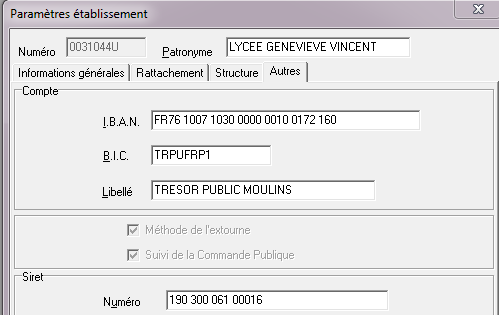 Paramètres établissement
Numéro 0031044U Patronyme LYCEE GENEVIEVE VINCENT
Informations générales Rattachement Structure Autres
Compte
I.B.A.N. FR76 1007 1030 0000 0010 0172 160
B.I.C. TRPUFRP1
Libellé TRESOR PUBLIC MOULINS
Méthode de l'extourne
Suivi de la Commande Publique
Siret
Numéro 190 300 061 00016